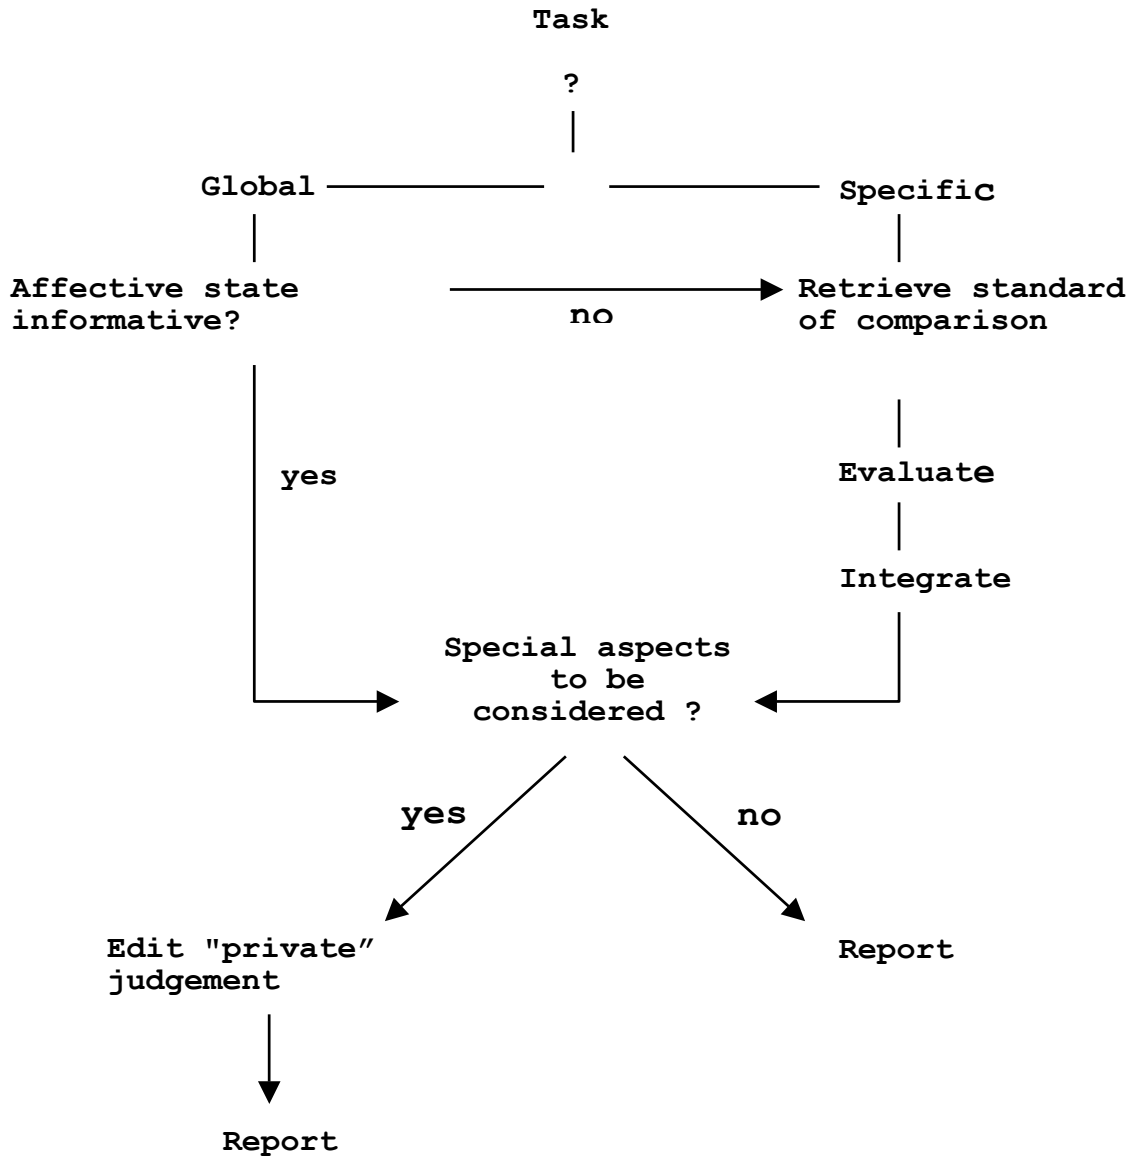 Task
?
Global
Specific
Affective state
informative?
no
Retrieve standard
of comparison
yes
Evaluate
Integrate
Special aspects
to be
considered ?
yes
no
Edit "private”
judgement
Report
Report